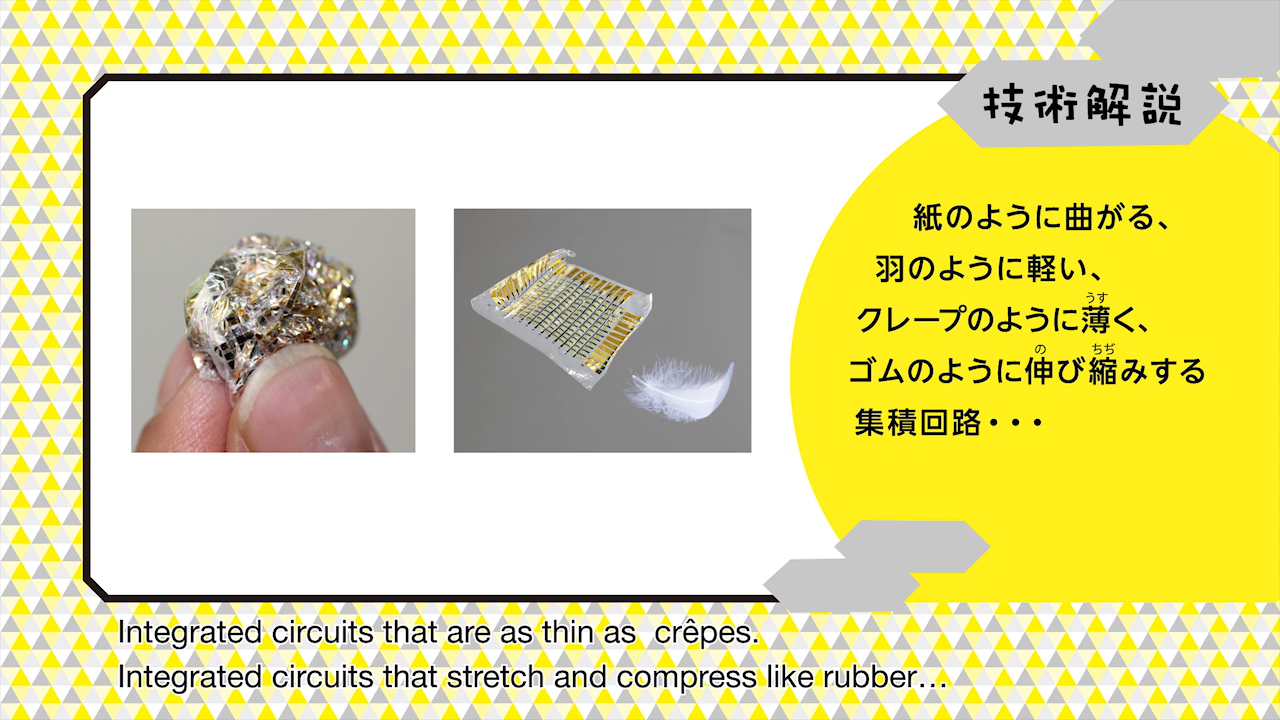 技術解説
紙のように曲がる、
羽のように軽い、
うす
クレープのように薄く、
の ちぢ
ゴムのように伸び縮みする
集積回路・・・
Integrated circuits that are as thin as crêpes.
Integrated circuits that stretch and compress like rubber…